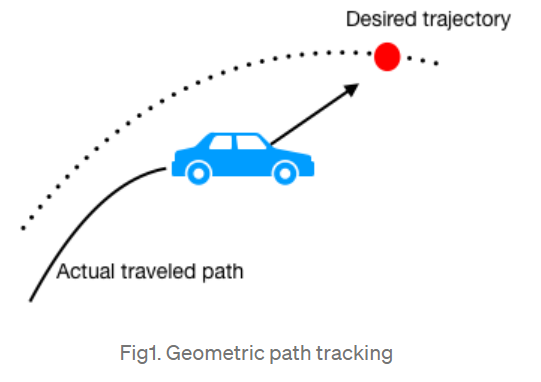 Desired trajectory
Actual traveled path
Fig1. Geometric path tracking